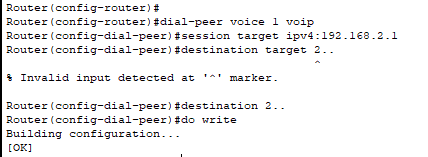 Router(config-router)#
Router(config-router)#dial-peer voice 1 voip
Router(config-dial-peer)#session target ipv4:192.168.2.1
Router(config-dial-peer)#destination target 2..
^
% Invalid input detected at '^' marker.
Router(config-dial-peer)#destination 2..
Router(config-dial-peer)#do write
Building configuration...
[OK]